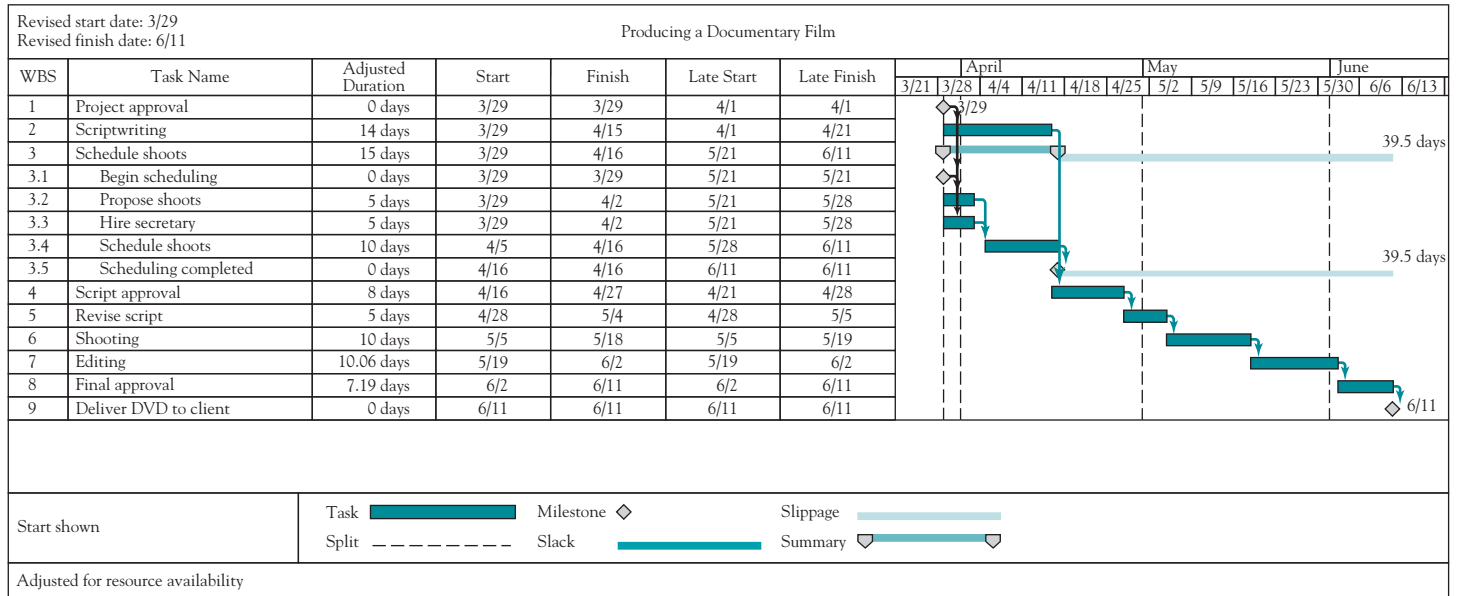 Revised start date: 3/29
Revised finish date: 6/11
Producing a Documentary Film
WBS Task Name Adjusted Duration Start Finish Late Start Late Finish
April May June
3/21 3/28 4/4 4/11 4/18 4/25 5/2 5/9 5/16 5/23 5/30 6/6 6/13
1 Project approval 0 days 3/29 3/29 4/1 4/1 3/29
2 Scriptwriting 14 days 3/29 4/15 4/1 4/21
3 Schedule shoots 15 days 3/29 4/16 5/21 6/11 39.5 days
3.1 Begin scheduling 0 days 3/29 3/29 5/21 5/21
3.2 Propose shoots 5 days 3/29 4/2 5/21 5/28
3.3 Hire secretary 5 days 3/29 4/2 5/21 5/28
3.4 Schedule shoots 10 days 4/5 4/16 5/28 6/11
3.5 Scheduling completed 0 days 4/16 4/16 6/11 6/11 39.5 days
4 Script approval 8 days 4/16 4/27 4/21 4/28
5 Revise script 5 days 4/28 5/4 4/28 5/5
6 Shooting 10 days 5/5 5/18 5/5 5/19
7 Editing 10.06 days 5/19 6/2 5/19 6/2
8 Final approval 7.19 days 6/2 6/11 6/2 6/11
9 Deliver DVD to client 0 days 6/11 6/11 6/11 6/11 6/11
Start shown
Task Milestone Slippage
Split Slack Summary
Adjusted for resource availability